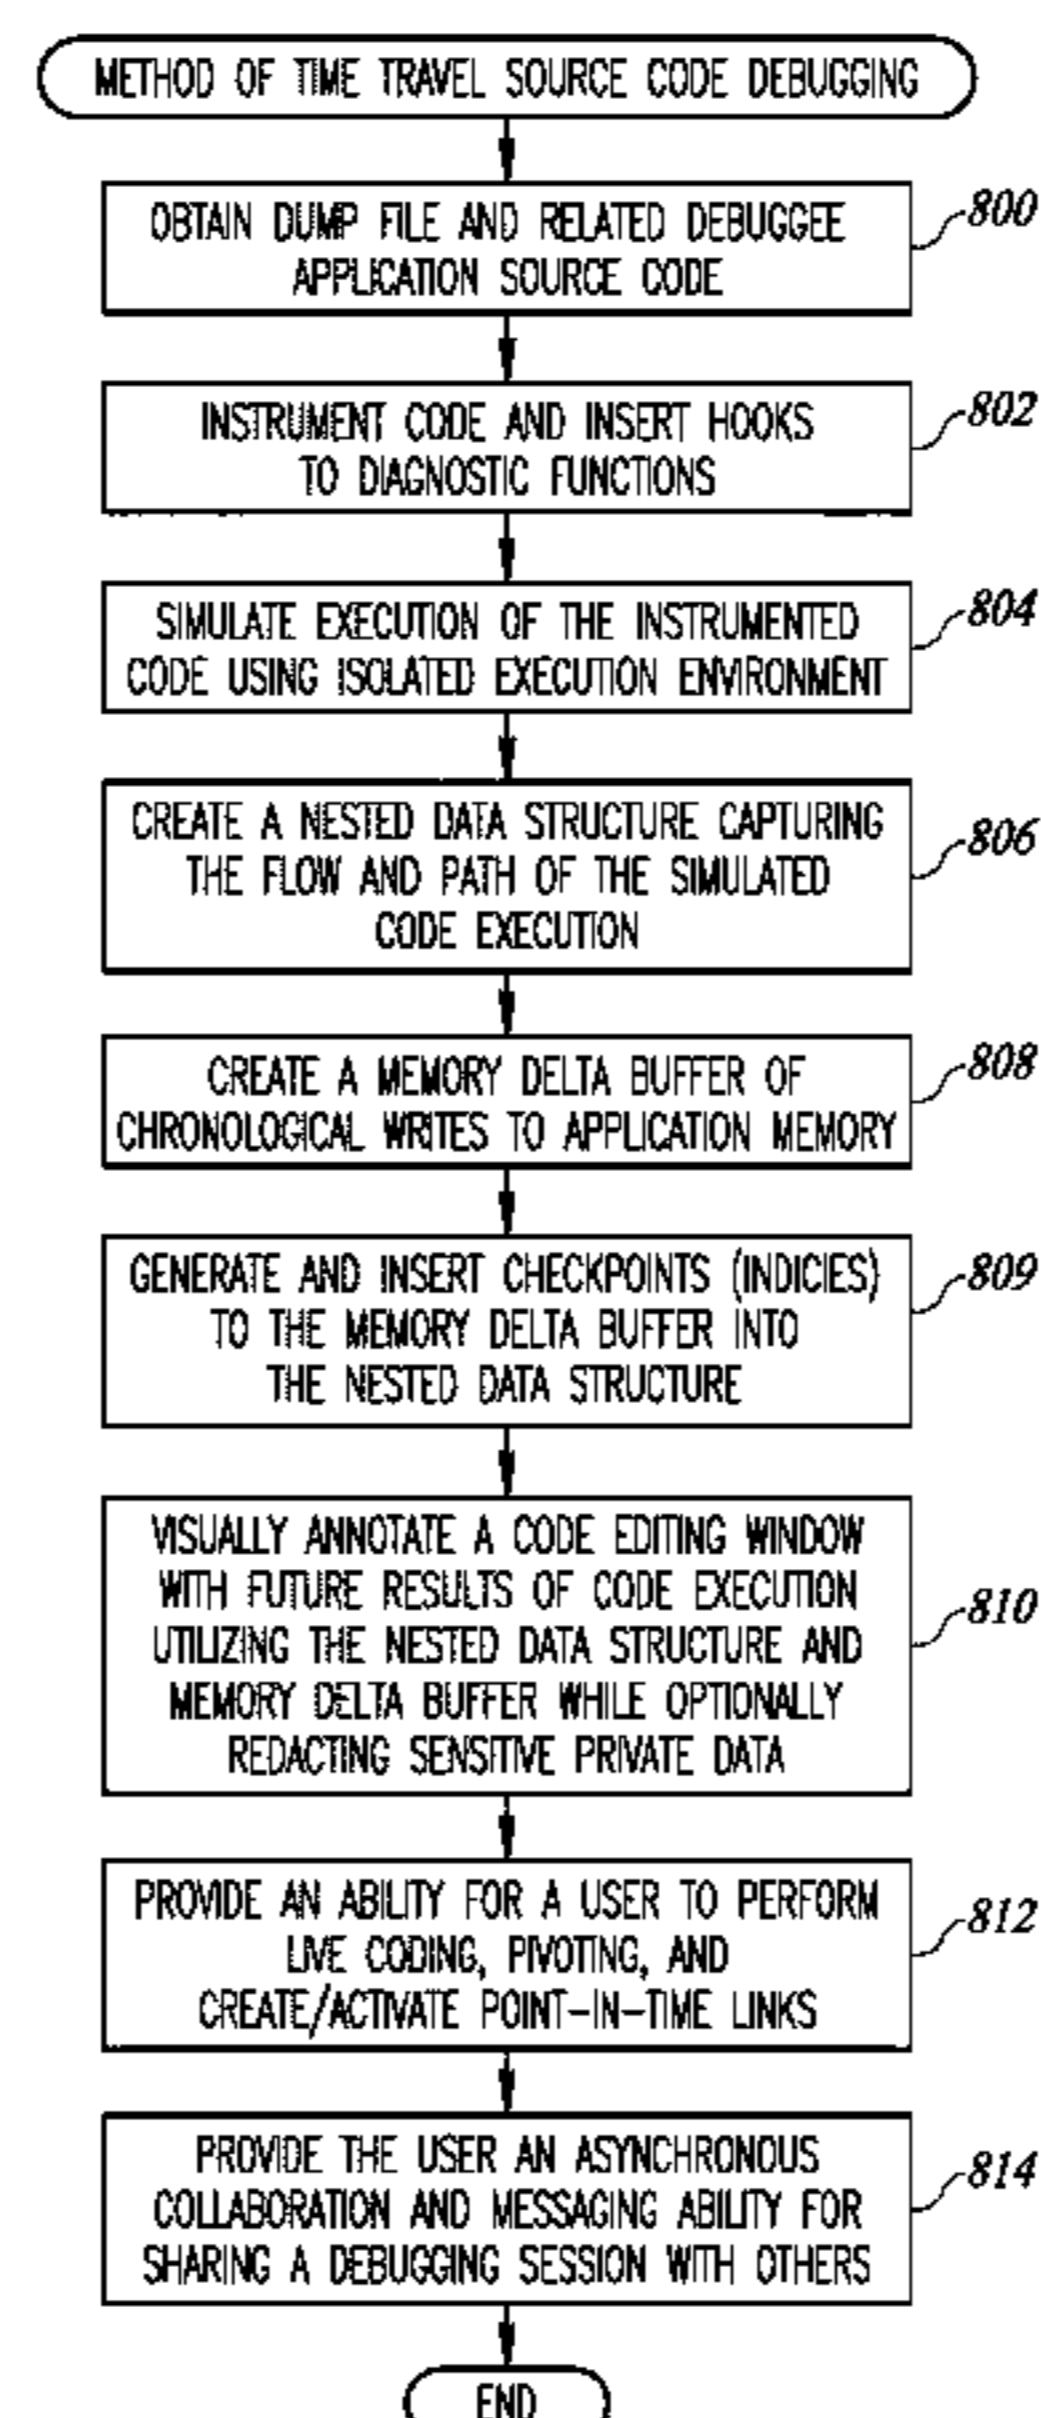 METHOD OF TIME TRAVEL SOURCE CODE DEBUGGING
OBTAIN DUMP FILE AND RELATED DEBUGGEE
APPLICATION SOURCE CODE
800
INSTRUMENT CODE AND INSERT HOOKS
TO DIAGNOSTIC FUNCTIONS
802
SIMULATE EXECUTION OF THE INSTRUMENTED
CODE USING ISOLATED EXECUTION ENVIRONMENT
804
CREATE A NESTED DATA STRUCTURE CAPTURING
THE FLOW AND PATH OF THE SIMULATED
CODE EXECUTION
806
CREATE A MEMORY DELTA BUFFER OF
CHRONOLOGICAL WRITES TO APPLICATION MEMORY
808
GENERATE AND INSERT CHECKPOINTS (INDICIES)
TO THE MEMORY DELTA BUFFER INTO
THE NESTED DATA STRUCTURE
809
VISUALLY ANNOTATE A CODE EDITING WINDOW
WITH FUTURE RESULTS OF CODE EXECUTION
UTILIZING THE NESTED DATA STRUCTURE AND
MEMORY DELTA BUFFER WHILE OPTIONALLY
REDACTING SENSITIVE PRIVATE DATA
810
PROVIDE AN ABILITY FOR A USER TO PERFORM
LIVE CODING, PIVOTING, AND
CREATE/ACTIVATE POINT-IN-TIME LINKS
812
PROVIDE THE USER AN ASYNCHRONOUS
COLLABORATION AND MESSAGING ABILITY FOR
SHARING A DEBUGGING SESSION WITH OTHERS
814
END